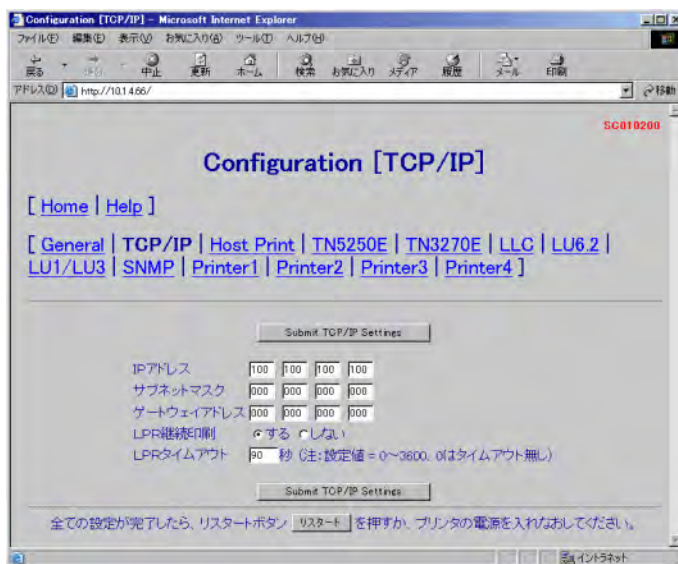 Configuration [TCP/IP] - Microsoft Internet Explorer
ファイル(F) 編集(E) 表示(V) お気に入り(A) ツール(T) ヘルプ(H)
戻る 中止 更新 ホーム 検索 お気に入り メディア 履歴 メール 印刷
アドレス(D) http://10.1.4.66/ 移動
SC010200
Configuration [TCP/IP]
[ Home | Help ]
[ General | TCP/IP | Host Print | TN5250E | TN3270E | LLC | LU6.2 |
LU1/LU3 | SNMP | Printer1 | Printer2 | Printer3 | Printer4 ]
Submit TCP/IP Settings
IPアドレス 100 100 100 100
サブネットマスク 000 000 000 000
ゲートウェイアドレス 000 000 000 000
LPR継続印刷 する しない
LPRタイムアウト 90 秒 (注: 設定値 = 0~3600, 0はタイムアウト無し)
Submit TCP/IP Settings
全ての設定が完了したら、リスタートボタン リスタート を押すか、プリンタの電源を入れなおしてください。
イントラネット